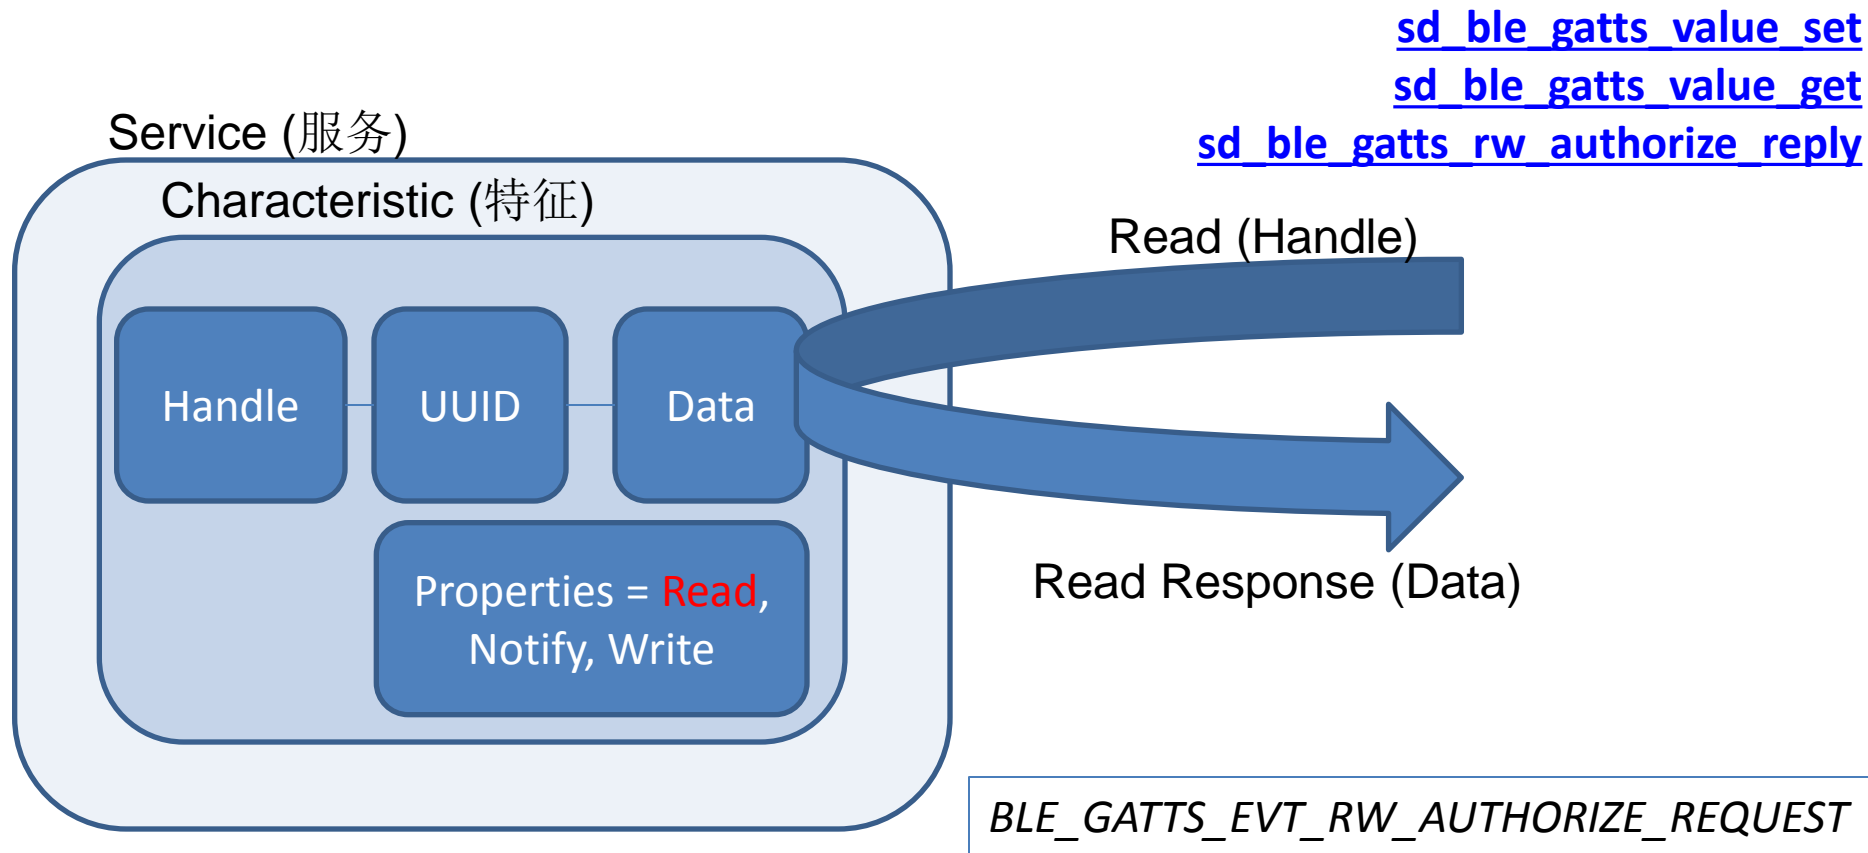 sd_ble_gatts_value_set
sd_ble_gatts_value_get
sd_ble_gatts_rw_authorize_reply
Service (服务)
Characteristic (特征)
Read (Handle)
Handle
UUID
Data
Properties = Read,
Notify, Write
Read Response (Data)
BLE_GATTS_EVT_RW_AUTHORIZE_REQUEST